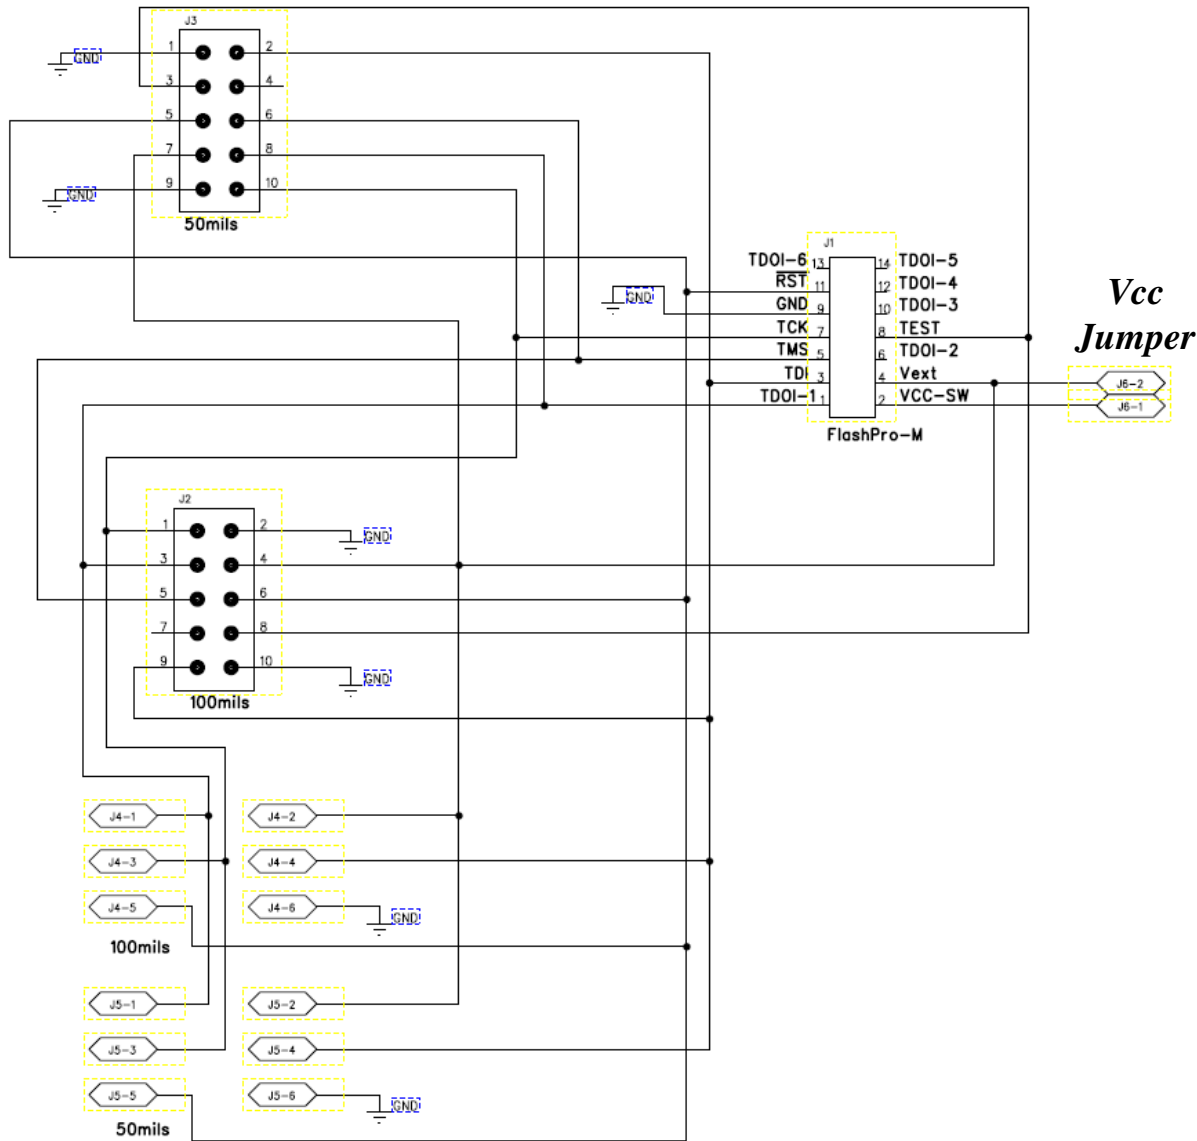 J3
1 2
GND
3 4
5 6
7 8
9 10
GND
50mils
J1
TDOI-6 13 14 TDOI-5
RST 11 12 TDOI-4
GND
GND 9 10 TDOI-3
TCK 7 8 TEST
TMS 5 6 TDOI-2
TDI 3 4 Vext
TDOI-1 1 2 VCC-SW
FlashPro-M
Vcc
Jumper
J6-2
J6-1
J2
1 2
GND
3 4
5 6
7 8
9 10
GND
100mils
J4-1 J4-2
J4-3 J4-4
J4-5 J4-6
GND
100mils
J5-1 J5-2
J5-3 J5-4
J5-5 J5-6
GND
50mils